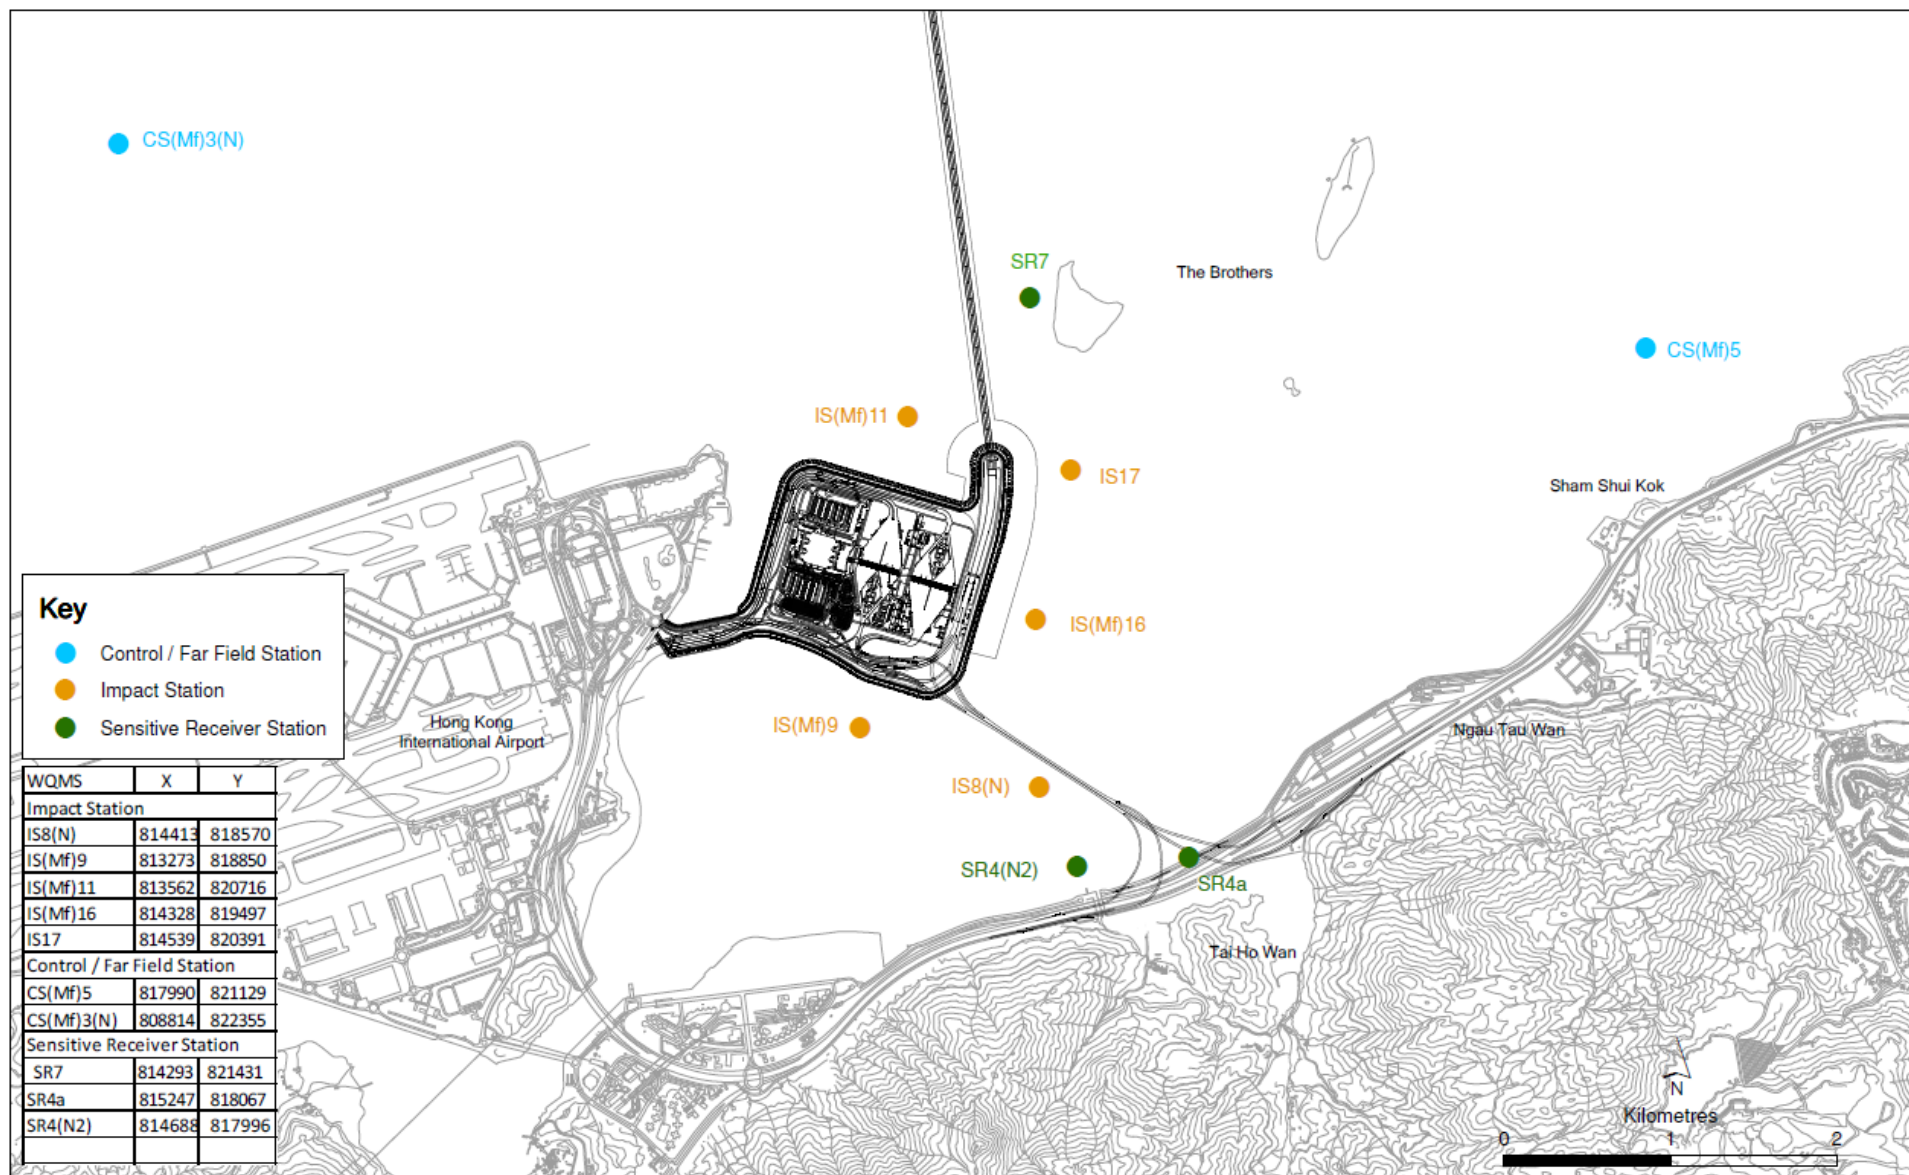 CS(Mf)3(N)
SR7
The Brothers
CS(Mf)5
IS(Mf)11
IS17
Sham Shui Kok
IS(Mf)16
Key
Control / Far Field Station
Impact Station
Sensitive Receiver Station
Hong Kong
International Airport
IS(Mf)9
Ngau Tau Wan
IS8(N)
SR4(N2)
SR4a
Tai Ho Wan
WQMS X Y
Impact Station
IS8(N) 814413 818570
IS(Mf)9 813273 818850
IS(Mf)11 813562 820716
IS(Mf)16 814328 819497
IS17 814539 820391
Control / Far Field Station
CS(Mf)5 817990 821129
CS(Mf)3(N) 808814 822355
Sensitive Receiver Station
SR7 814293 821431
SR4a 815247 818067
SR4(N2) 814688 817996
N
Kilometres
0 1 2